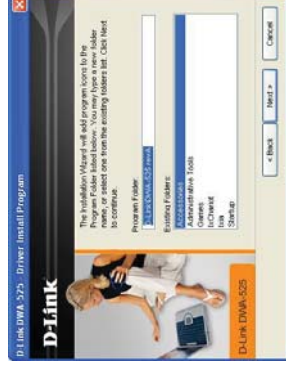 D-Link DWA-525 - Driver Install Program
D-Link
The Installation Wizard will add program icons to the
Program Folder listed below. You may type a new folder
name, or select one from the existing folders list. Click Next
to continue.
Program Folder:
D-Link DWA-525 revA
Existing Folders:
Accessories
Administrative Tools
Games
IxChariot
Ixia
Startup
D-Link DWA-525
< Back
Next >
Cancel